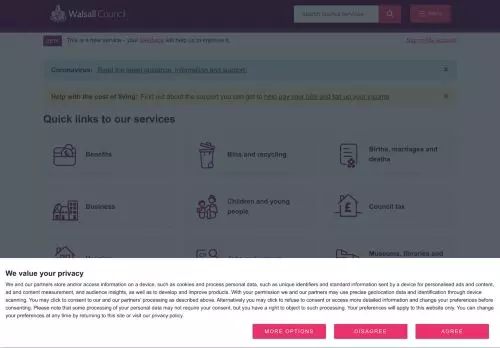 Walsall Council
Search council services
Menu
BETA This is a new service - your feedback will help us to improve it.
Sign in/My account
Coronavirus: Read the latest guidance, information and support.
×
Help with the cost of living: Find out about the support you can get to help pay your bills and top up your income
×
Quick links to our services
Benefits
Bins and recycling
Births, marriages and
deaths
Business
Children and young
people
Council tax
Museums, libraries and
We value your privacy
We and our partners store and/or access information on a device, such as cookies and process personal data, such as unique identifiers and standard information sent by a device for personalised ads and content,
ad and content measurement, and audience insights, as well as to develop and improve products. With your permission we and our partners may use precise geolocation data and identification through device
scanning. You may click to consent to our and our partners' processing as described above. Alternatively you may click to refuse to consent or access more detailed information and change your preferences before
consenting. Please note that some processing of your personal data may not require your consent, but you have a right to object to such processing. Your preferences will apply to this website only. You can change
your preferences at any time by returning to this site or visit our privacy policy.
MORE OPTIONS
DISAGREE
AGREE